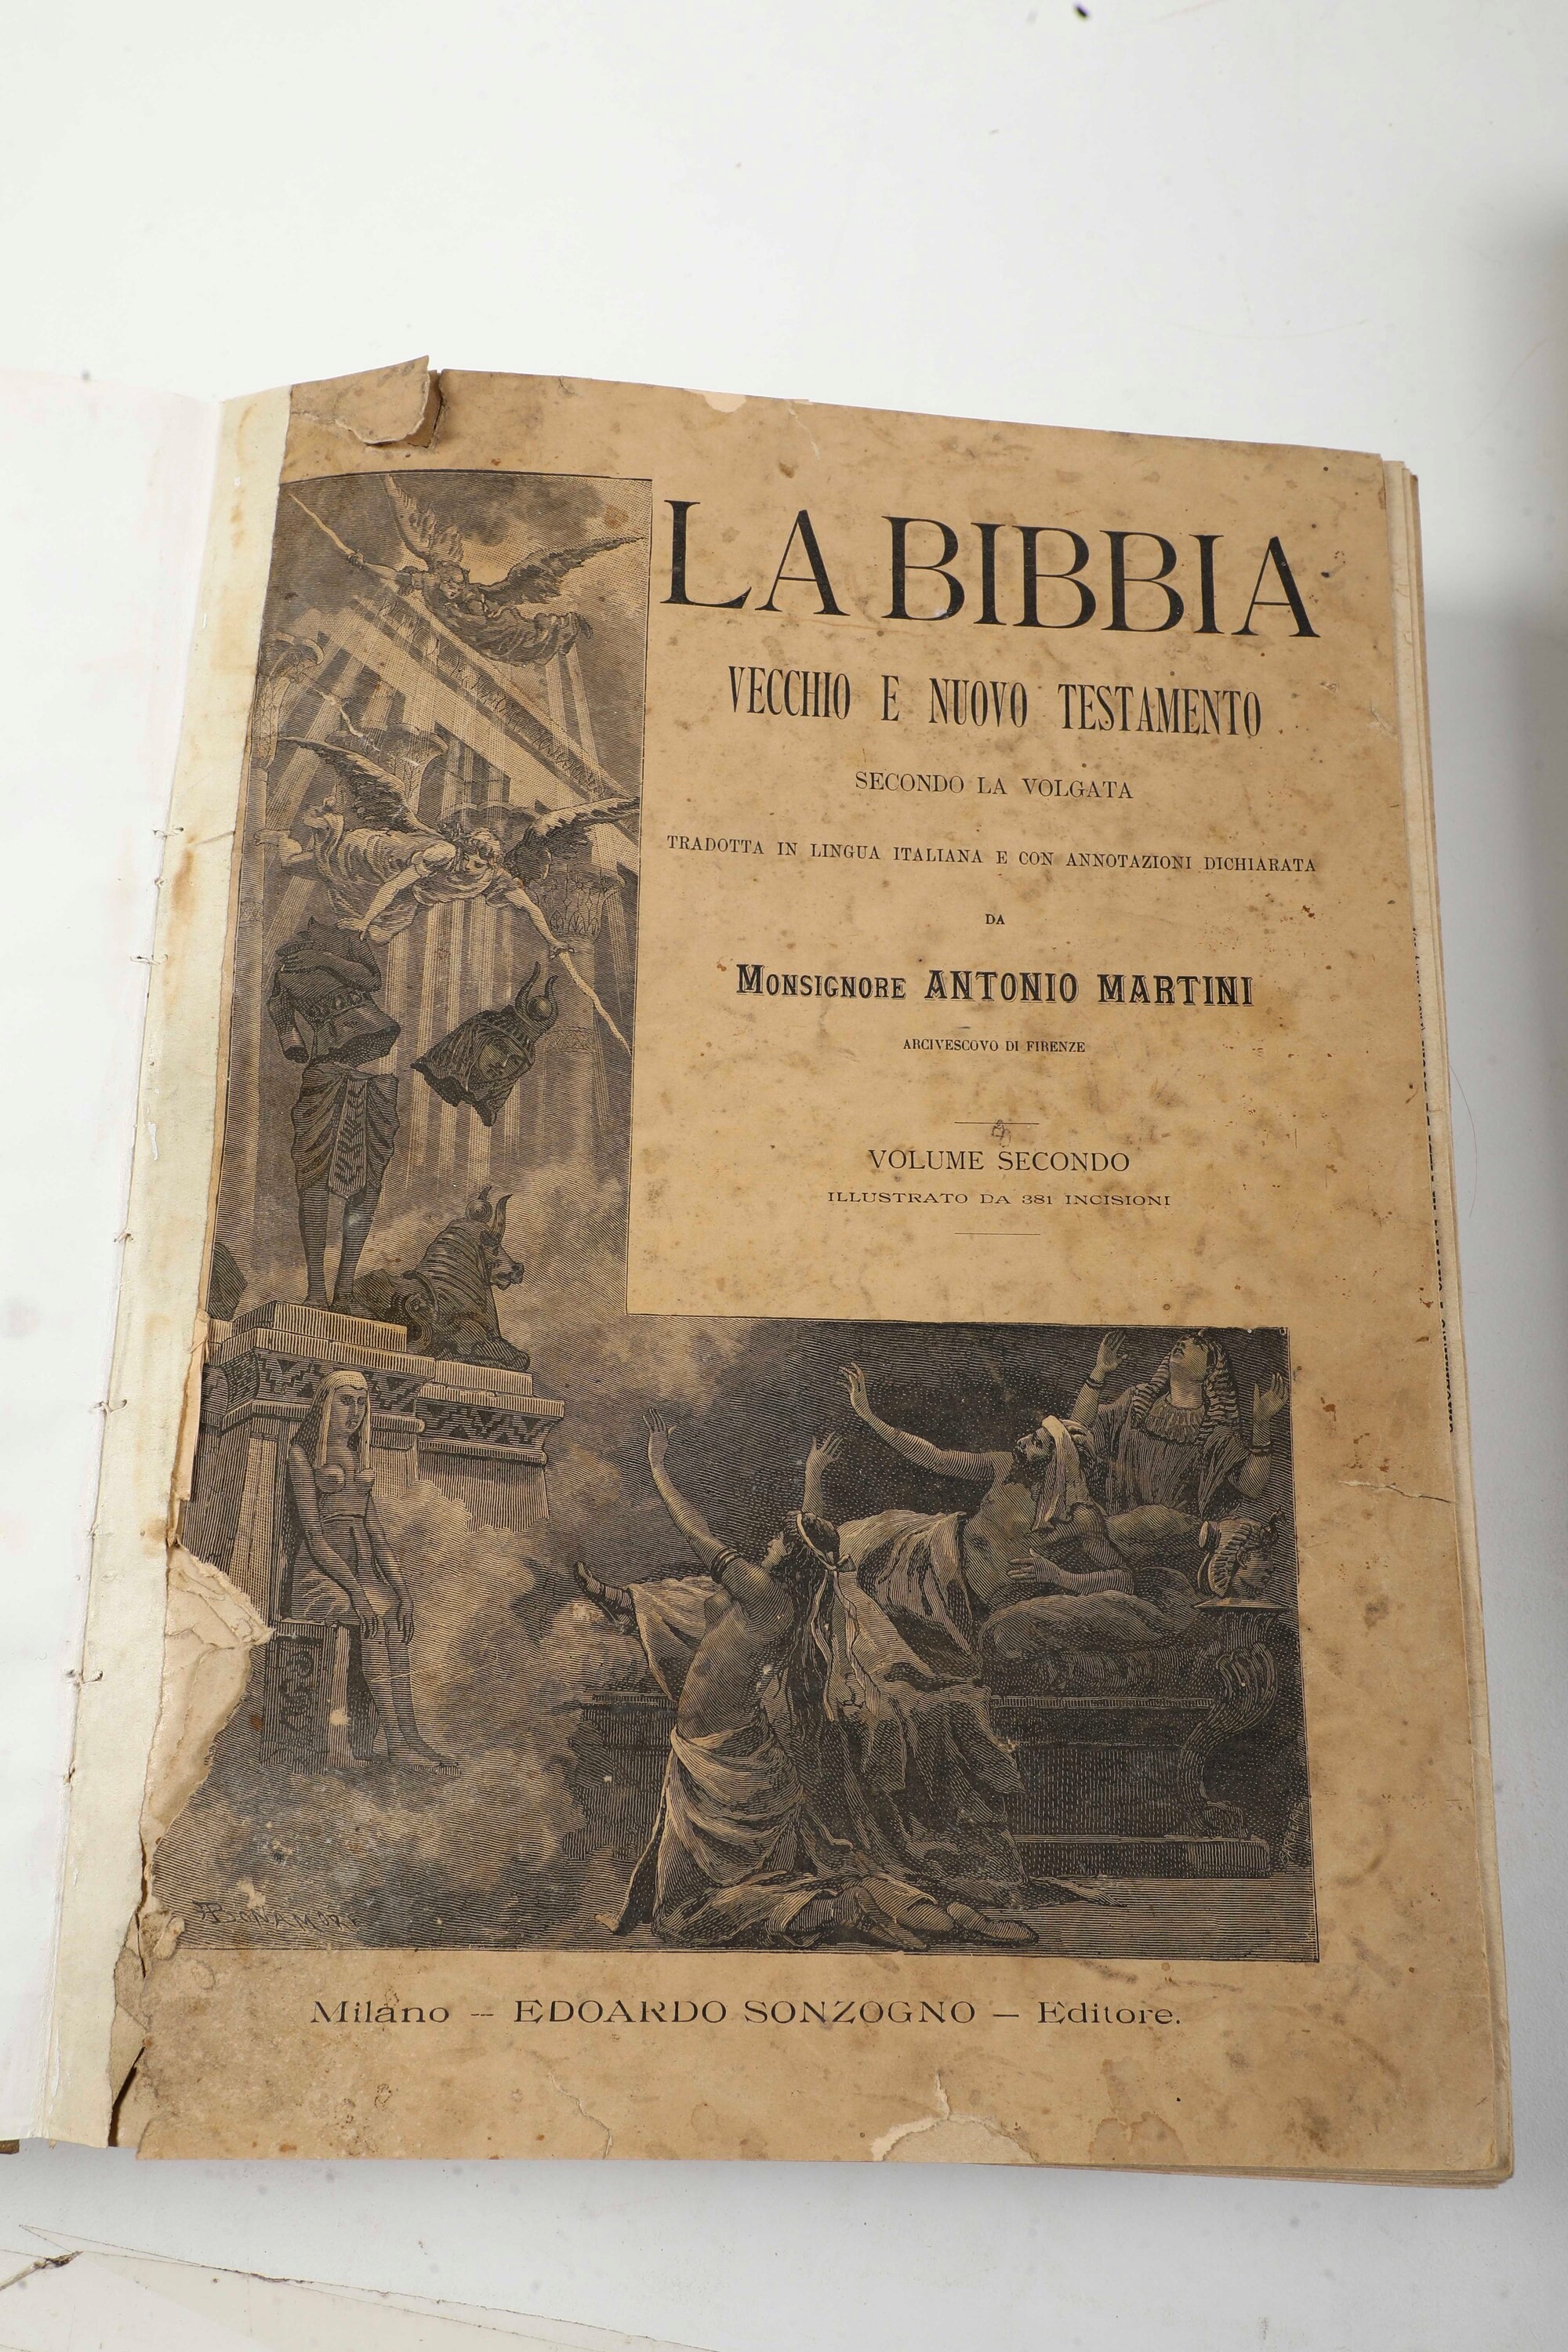 LA BIBBIA
VECCHIO E NUOVO TESTAMENTO
SECONDO LA VOLGATA
TRADOTTA IN LINGUA ITALIANA E CON ANNOTAZIONI DICHIARATA
DA
MONSIGNORE ANTONIO MARTINI
ARCIVESCOVO DI FIRENZE
VOLUME SECONDO
ILLUSTRATO DA 381 INCISIONI
BONAMORE
Milano — EDOARDO SONZOGNO — Editore.